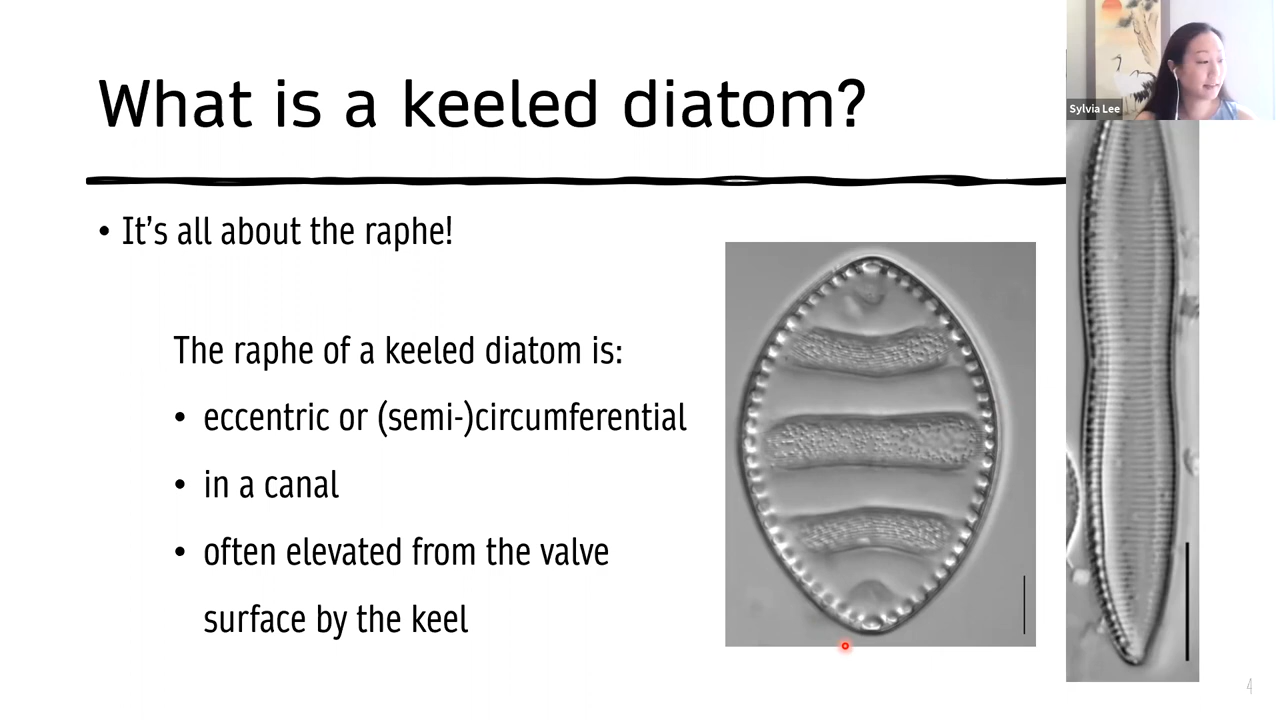 What is a keeled diatom?
Sylvia Lee
• It's all about the raphe!
The raphe of a keeled diatom is:
• eccentric or (semi-)circumferential
• in a canal
• often elevated from the valve
surface by the keel
4